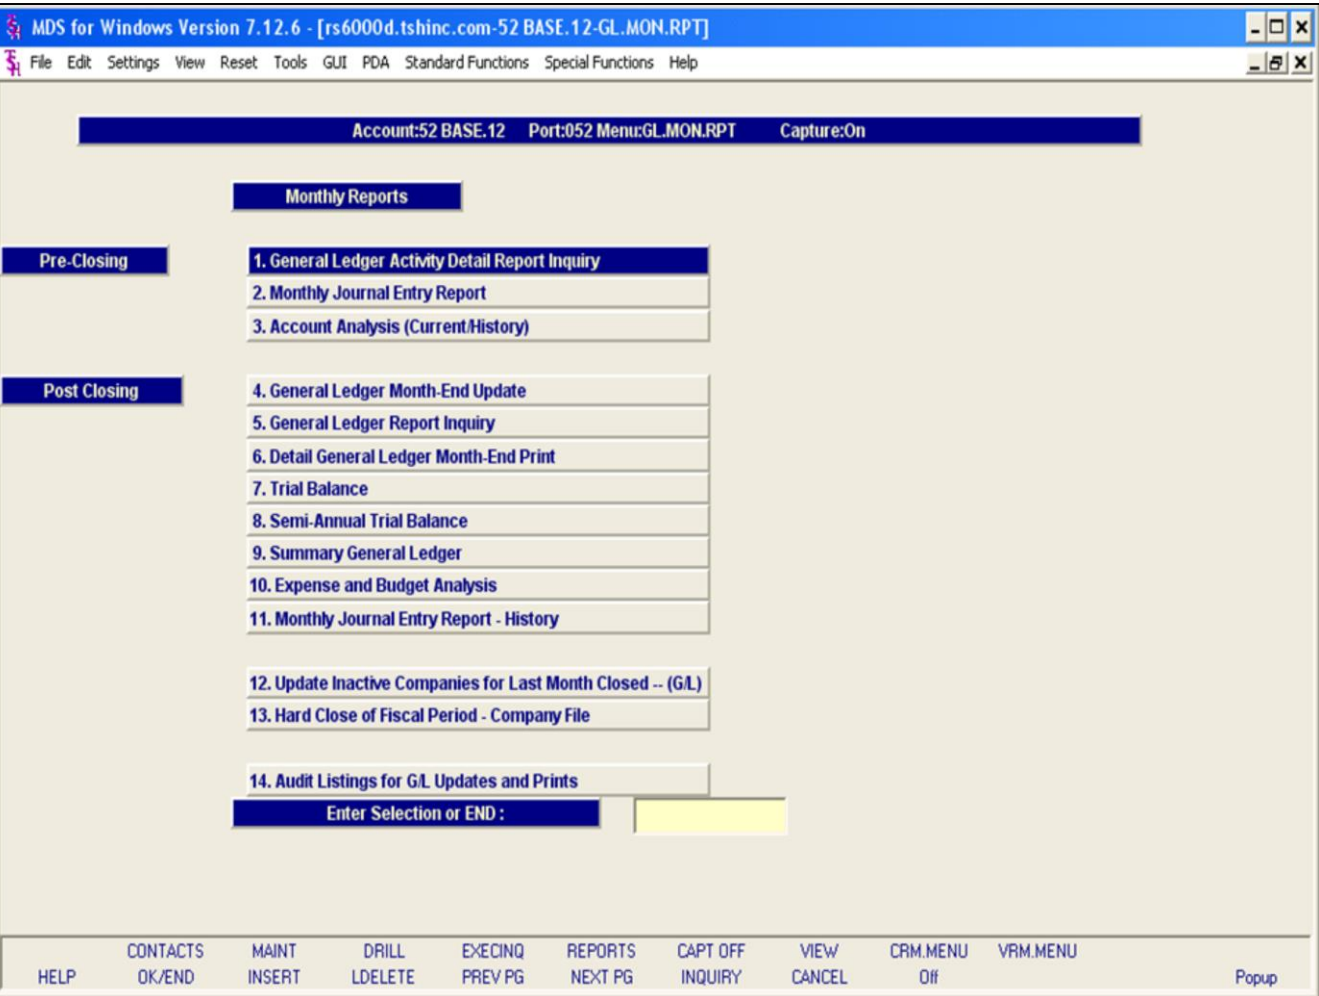 MDS for Windows Version 7.12.6 - [rs6000d.tshinc.com-52 BASE.12-GL.MON.RPT]
File Edit Settings View Reset Tools GUI PDA Standard Functions Special Functions Help
Account:52 BASE.12 Port:052 Menu:GL.MON.RPT Capture:On
Monthly Reports
Pre-Closing 1. General Ledger Activity Detail Report Inquiry
2. Monthly Journal Entry Report
3. Account Analysis (Current/History)
Post Closing 4. General Ledger Month-End Update
5. General Ledger Report Inquiry
6. Detail General Ledger Month-End Print
7. Trial Balance
8. Semi-Annual Trial Balance
9. Summary General Ledger
10. Expense and Budget Analysis
11. Monthly Journal Entry Report - History
12. Update Inactive Companies for Last Month Closed -- (G/L)
13. Hard Close of Fiscal Period - Company File
14. Audit Listings for G/L Updates and Prints
Enter Selection or END :
CONTACTS MAINT DRILL EXECINQ REPORTS CAPT OFF VIEW CRM.MENU VRM.MENU
HELP OK/END INSERT LDELETE PREV PG NEXT PG INQUIRY CANCEL Off Popup